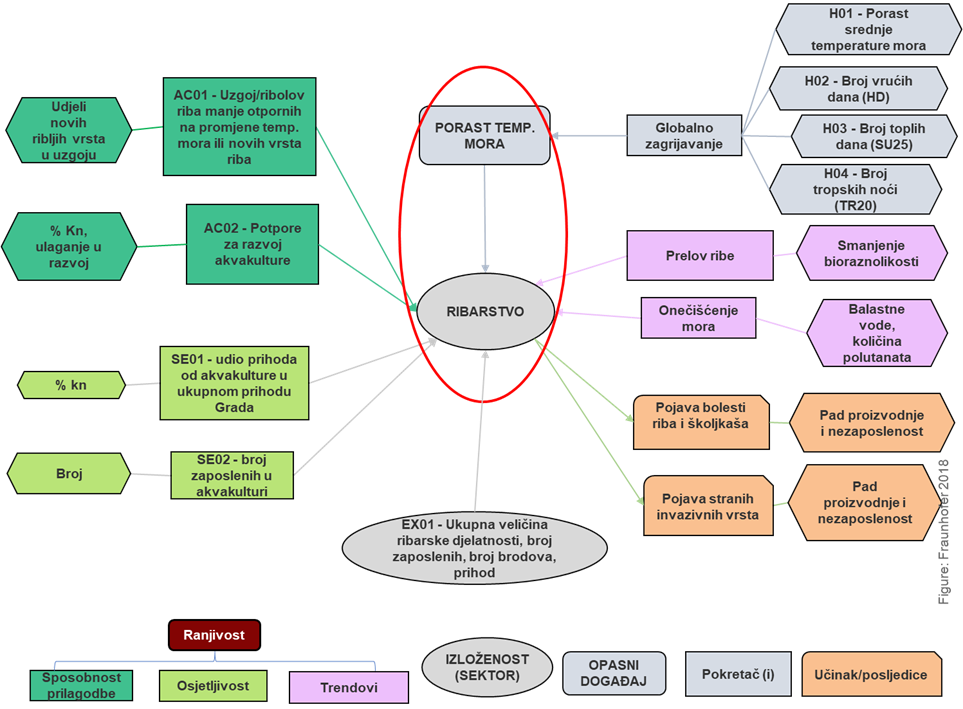 H01 - Porast
srednje
temperature mora
H02 - Broj vrućih
dana (HD)
H03 - Broj toplih
dana (SU25)
H04 - Broj
tropskih noći
(TR20)
Globalno
zagrijavanje
PORAST TEMP.
MORA
AC01 - Uzgoj/ribolov
riba manje otpornih
na promjene temp.
mora ili novih vrsta
riba
Udjeli
novih
ribljih vrsta
u uzgoju
AC02 - Potpore
za razvoj
akvakulture
% Kn,
ulaganje u
razvoj
Prelov ribe
Smanjenje
bioraznolikosti
RIBARSTVO
Onečišćenje
mora
Balastne
vode,
količina
polutanata
SE01 - udio prihoda
od akvakulture u
ukupnom prihodu
Grada
% kn
SE02 - broj
zaposlenih u
akvakulturi
Broj
Pojava bolesti
riba i školjkaša
Pad proizvodnje
i nezaposlenost
Pojava stranih
invazivnih vrsta
Pad
proizvodnje i
nezaposlenost
EX01 - Ukupna veličina
ribarske djelatnosti, broj
zaposlenih, broj brodova,
prihod
Figure: Fraunhofer 2018
Ranjivost
Sposobnost
prilagodbe
Osjetljivost
Trendovi
IZLOŽENOST
(SEKTOR)
OPASNI
DOGAĐAJ
Pokretač (i)
Učinak/posljedice